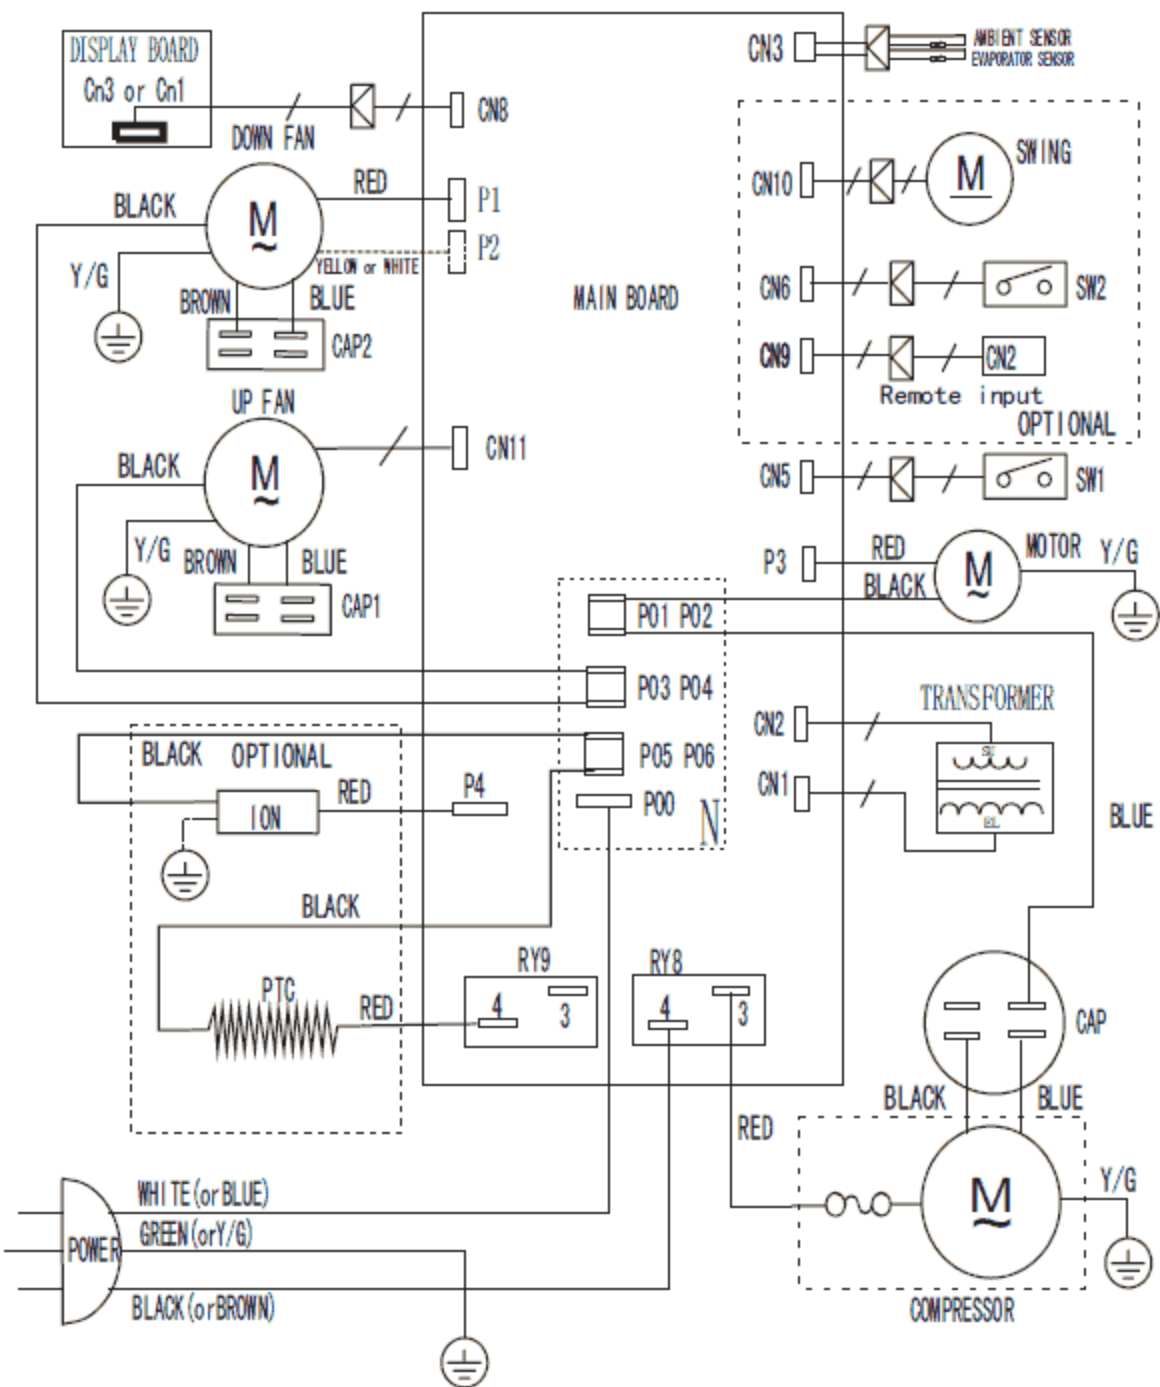 DISPLAY BOARD
Cn3 or Cn1
CN8
DOWN FAN
M
~
RED
P1
BLACK
YELLOW or WHITE
P2
Y/G
BROWN
BLUE
CAP2
UP FAN
M
~
CN11
BLACK
Y/G
BROWN
BLUE
CAP1
MAIN BOARD
CN3
AMBIENT SENSOR
EVAPORATOR SENSOR
CN10
M
SWING
CN6
SW2
CN9
CN2
Remote input
OPTIONAL
CN5
SW1
P3
RED
BLACK
M
~
MOTOR
Y/G
P01 P02
P03 P04
P05 P06
P00
N
CN2
CN1
TRANSFORMER
SE
EL
BLUE
BLACK
OPTIONAL
ION
RED
P4
BLACK
PTC
RED
RY9
4
3
RY8
4
3
CAP
BLACK
BLUE
RED
M
~
Y/G
COMPRESSOR
POWER
WHITE(orBLUE)
GREEN(orY/G)
BLACK(orBROWN)